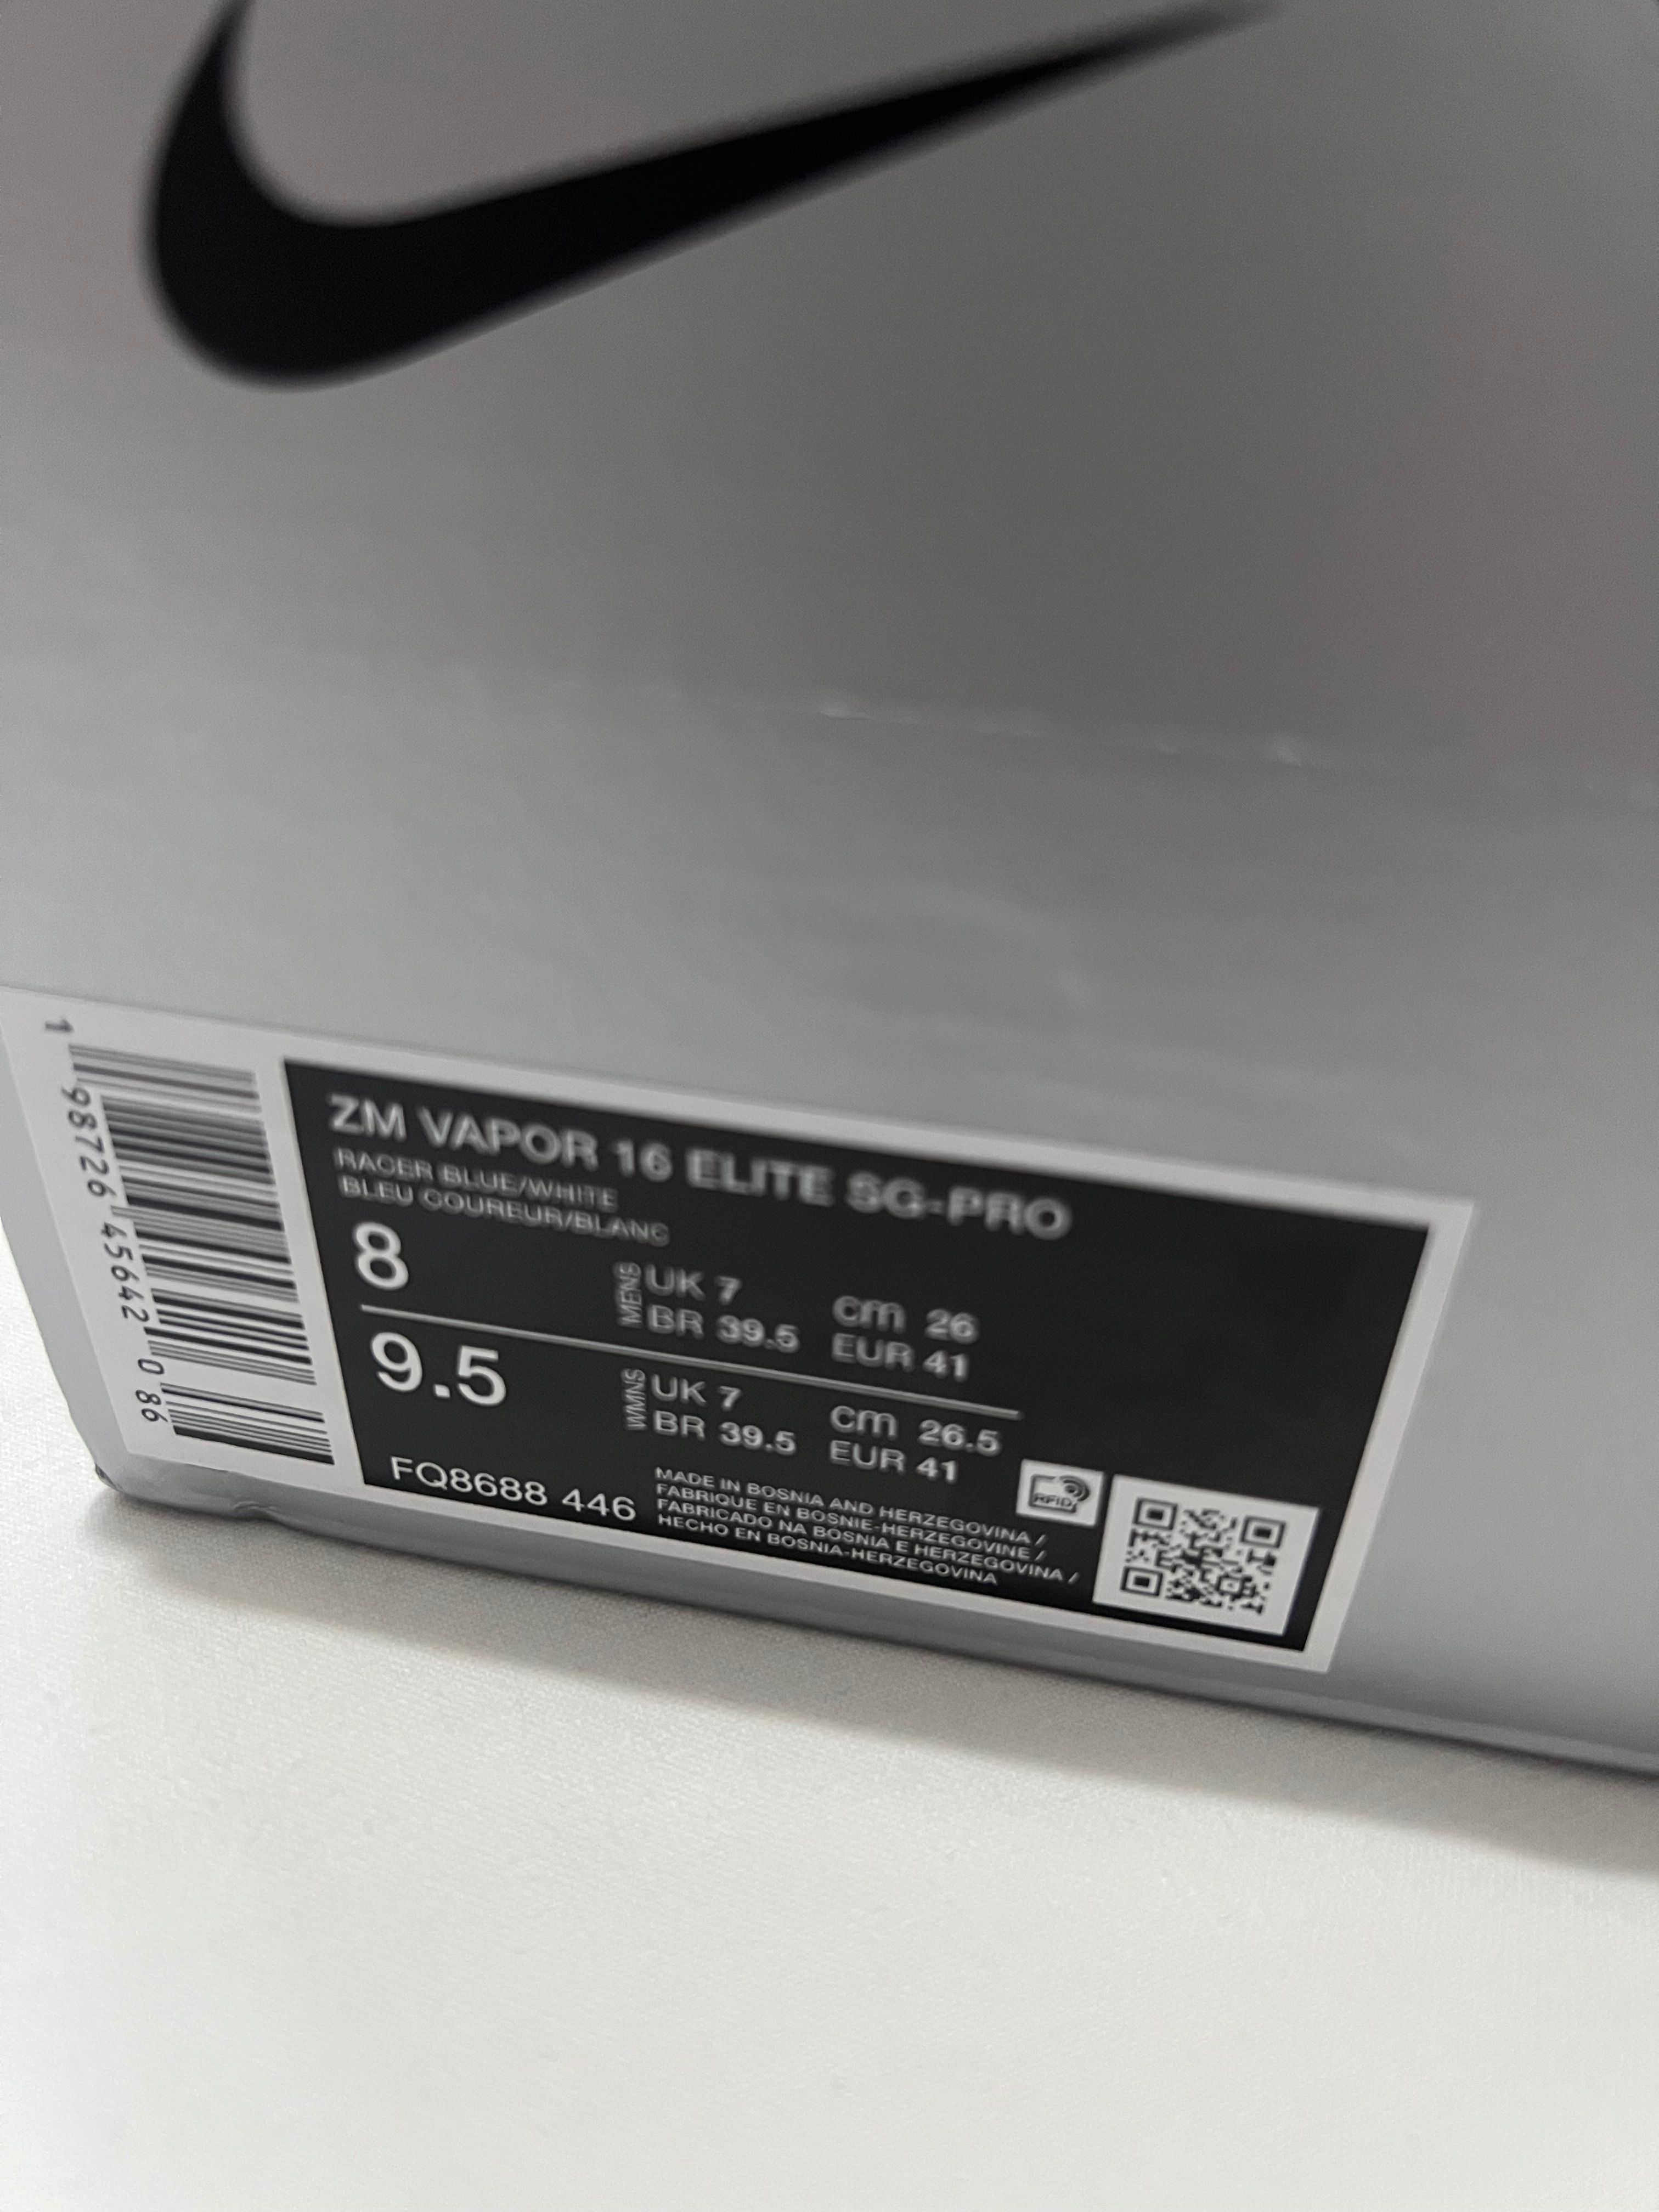 ZM VAPOR 16 ELITE SG-PRO
RACER BLUE/WHITE
BLEU COUREUR/BLANC
8 MENS UK 7 cm 26
BR 39.5 EUR 41
9.5 WMNS UK 7 cm 26.5
BR 39.5 EUR 41
FQ8688 446
MADE IN BOSNIA AND HERZEGOVINA /
FABRIQUE EN BOSNIE-HERZEGOVINE /
FABRICADO NA BOSNIA E HERZEGOVINA /
HECHO EN BOSNIA-HERZEGOVINA
RFID
1 98726 45642 0 86